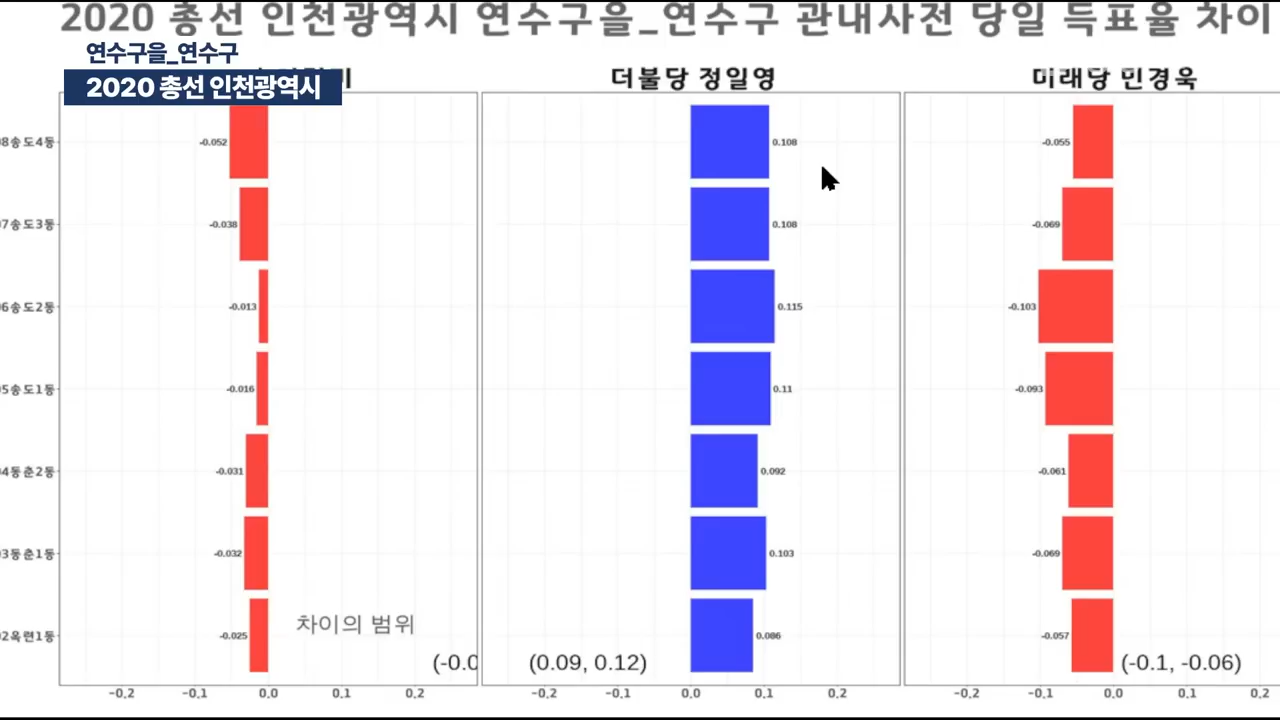 2020 총선 인천광역시 연수구을_연수구 관내사전 당일 득표율 차이
연수구을_연수구
2020 총선 인천광역시
더불당 정일영
미래당 민경욱
8송도4동
-0.052
0.108
-0.055
7송도3동
-0.038
0.108
-0.069
6송도2동
-0.013
0.115
-0.103
5송도1동
-0.016
0.11
-0.093
4동춘2동
-0.031
0.092
-0.061
3동춘1동
-0.032
0.103
-0.069
2옥련1동
-0.025
0.086
-0.057
차이의 범위
(-0.0
(0.09, 0.12)
(-0.1, -0.06)
-0.2 -0.1 0.0 0.1 0.2
-0.2 -0.1 0.0 0.1 0.2
-0.2 -0.1 0.0 0.1 0.2